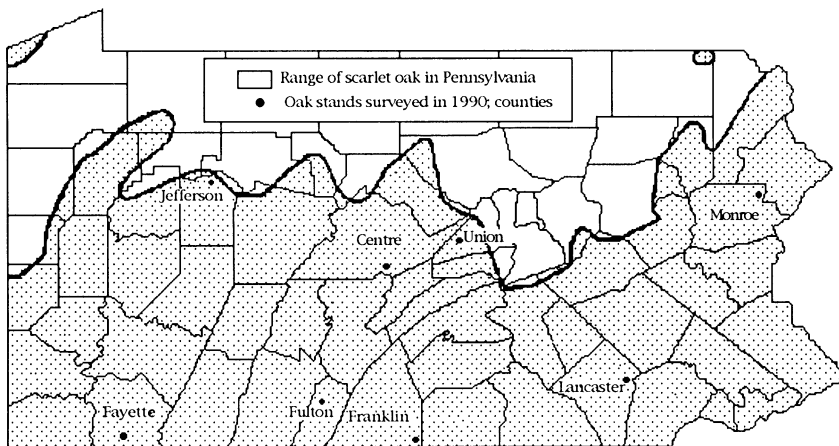 Range of scarlet oak in Pennsylvania
Oak stands surveyed in 1990; counties
Jefferson
Monroe
Centre
Union
Lancaster
Fayette
Fulton
Franklin